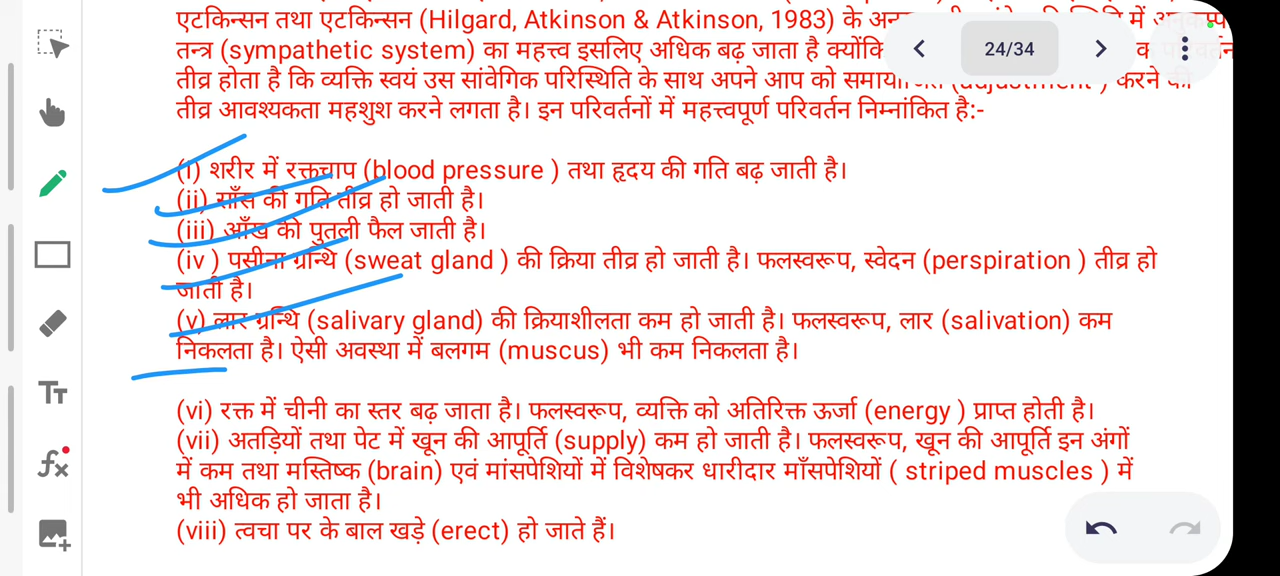 एटकिन्सन तथा एटकिन्सन (Hilgard, Atkinson & Atkinson, 1983) के में
तन्त्र (sympathetic system) का महत्त्व इसलिए अधिक बढ़ जाता है क्योंकि
24/34
तीव्र होता है कि व्यक्ति स्वयं उस सांवेगिक परिस्थिति के साथ अपने आप को (adjustment ) करने की
तीव्र आवश्यकता महशुश करने लगता है। इन परिवर्तनों में महत्त्वपूर्ण परिवर्तन निम्नांकित है:-
(i) शरीर में रक्तचाप (blood pressure ) तथा हृदय की गति बढ़ जाती है।
(ii) साँस की गति तीव्र हो जाती है।
(iii) आँख की पुतली फैल जाती है।
(iv ) पसीना ग्रन्थि (sweat gland ) की क्रिया तीव्र हो जाती है। फलस्वरूप, स्वेदन (perspiration ) तीव्र हो
जाती है।
(v) लार ग्रन्थि (salivary gland) की क्रियाशीलता कम हो जाती है। फलस्वरूप, लार (salivation) कम
निकलता है। ऐसी अवस्था में बलगम (muscus) भी कम निकलता है।
(vi) रक्त में चीनी का स्तर बढ़ जाता है। फलस्वरूप, व्यक्ति को अतिरिक्त ऊर्जा (energy ) प्राप्त होती है।
(vii) अतड़ियों तथा पेट में खून की आपूर्ति (supply) कम हो जाती है। फलस्वरूप, खून की आपूर्ति इन अंगों
में कम तथा मस्तिष्क (brain) एवं मांसपेशियों में विशेषकर धारीदार माँसपेशियों ( striped muscles ) में
भी अधिक हो जाता है।
(viii) त्वचा पर के बाल खड़े (erect) हो जाते हैं।